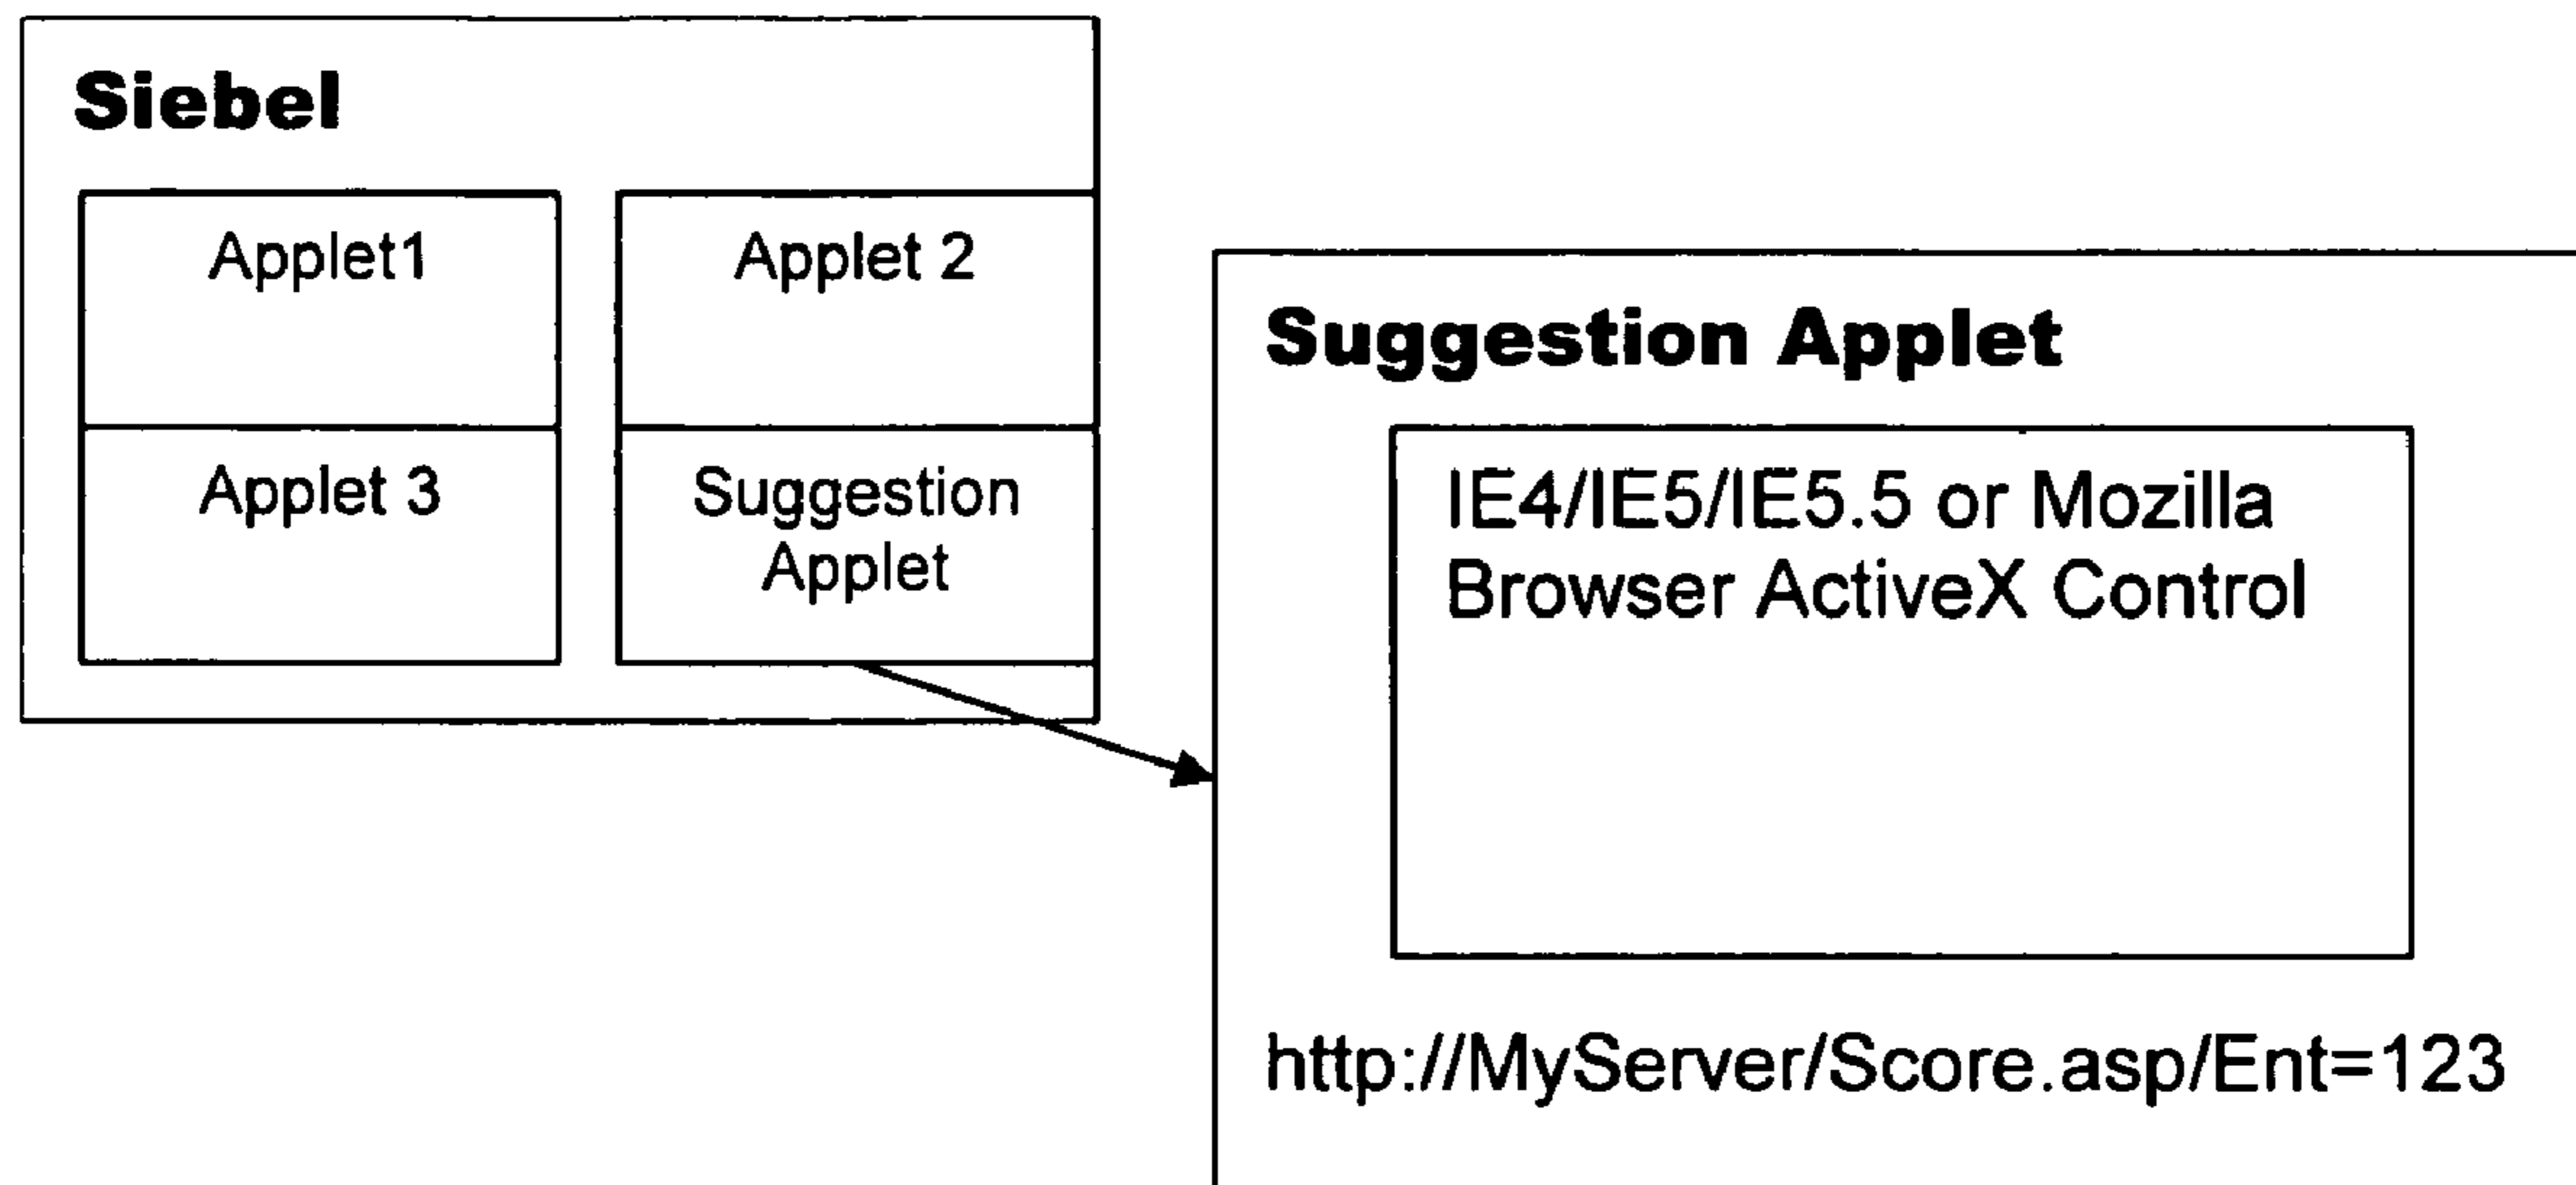 Siebel
Applet1
Applet 2
Applet 3
Suggestion
Applet
Suggestion Applet
IE4/IE5/IE5.5 or Mozilla
Browser ActiveX Control
http://MyServer/Score.asp/Ent=123